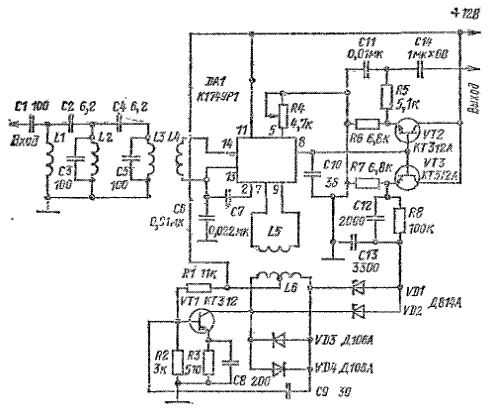 +12В
C11
0,01мк
C14
1мк×6В
DA1
К174УР1
R4
4,7к
R5
5,1к
Выход
C1 100
C2 6,2
C4 6,2
Вход
L1
L2
L3
L4
C3
100
C5
100
11
5
14
13
8
2
7
9
R6 6,8к
VT2
КТ312А
VT3
КТ312А
R7 6,8к
C10
36
C6
0,01мк
C7
0,022мк
L5
C12
2000
R8
100к
C13
3300
R1 11к
L6
VD1
VD2
Д814А
VT1 КТ312
VD3 Д106А
VD4 Д106А
R2
3к
R3
510
C8 200
C9 30